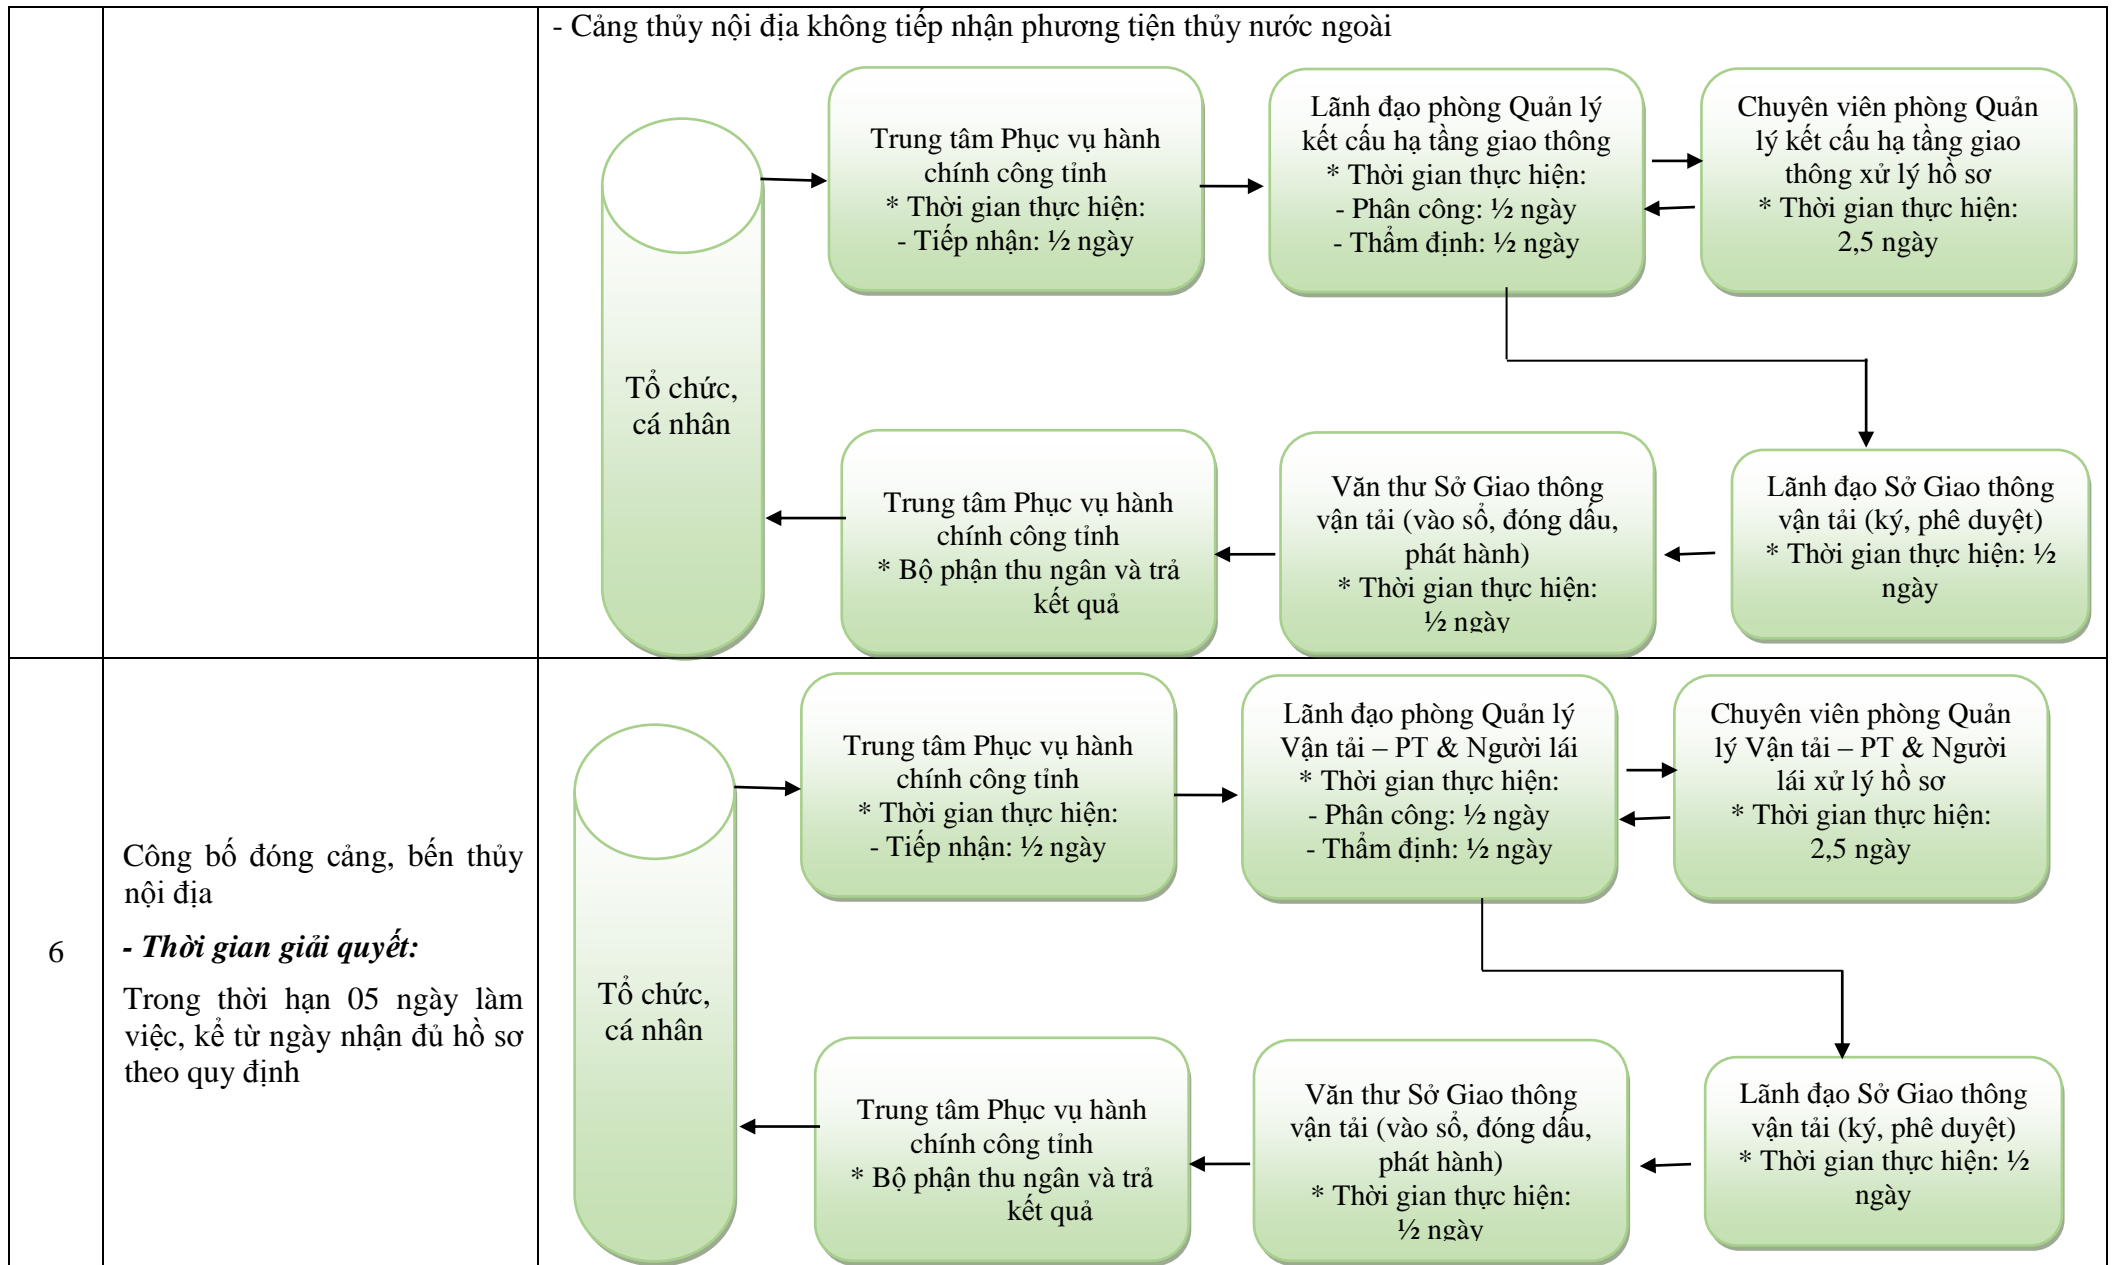 - Cảng thủy nội địa không tiếp nhận phương tiện thủy nước ngoài
Tổ chức,
cá nhân
Trung tâm Phục vụ hành
chính công tỉnh
* Thời gian thực hiện:
- Tiếp nhận: ½ ngày
Lãnh đạo phòng Quản lý
kết cấu hạ tầng giao thông
* Thời gian thực hiện:
- Phân công: ½ ngày
- Thẩm định: ½ ngày
Chuyên viên phòng Quản
lý kết cấu hạ tầng giao
thông xử lý hồ sơ
* Thời gian thực hiện:
2,5 ngày
Lãnh đạo Sở Giao thông
vận tải (ký, phê duyệt)
* Thời gian thực hiện: ½
ngày
Văn thư Sở Giao thông
vận tải (vào sổ, đóng dấu,
phát hành)
* Thời gian thực hiện:
½ ngày
Trung tâm Phục vụ hành
chính công tỉnh
* Bộ phận thu ngân và trả
kết quả
6
Công bố đóng cảng, bến thủy
nội địa
- Thời gian giải quyết:
Trong thời hạn 05 ngày làm
việc, kể từ ngày nhận đủ hồ sơ
theo quy định
Tổ chức,
cá nhân
Trung tâm Phục vụ hành
chính công tỉnh
* Thời gian thực hiện:
- Tiếp nhận: ½ ngày
Lãnh đạo phòng Quản lý
Vận tải – PT & Người lái
* Thời gian thực hiện:
- Phân công: ½ ngày
- Thẩm định: ½ ngày
Chuyên viên phòng Quản
lý Vận tải – PT & Người
lái xử lý hồ sơ
* Thời gian thực hiện:
2,5 ngày
Lãnh đạo Sở Giao thông
vận tải (ký, phê duyệt)
* Thời gian thực hiện: ½
ngày
Văn thư Sở Giao thông
vận tải (vào sổ, đóng dấu,
phát hành)
* Thời gian thực hiện:
½ ngày
Trung tâm Phục vụ hành
chính công tỉnh
* Bộ phận thu ngân và trả
kết quả